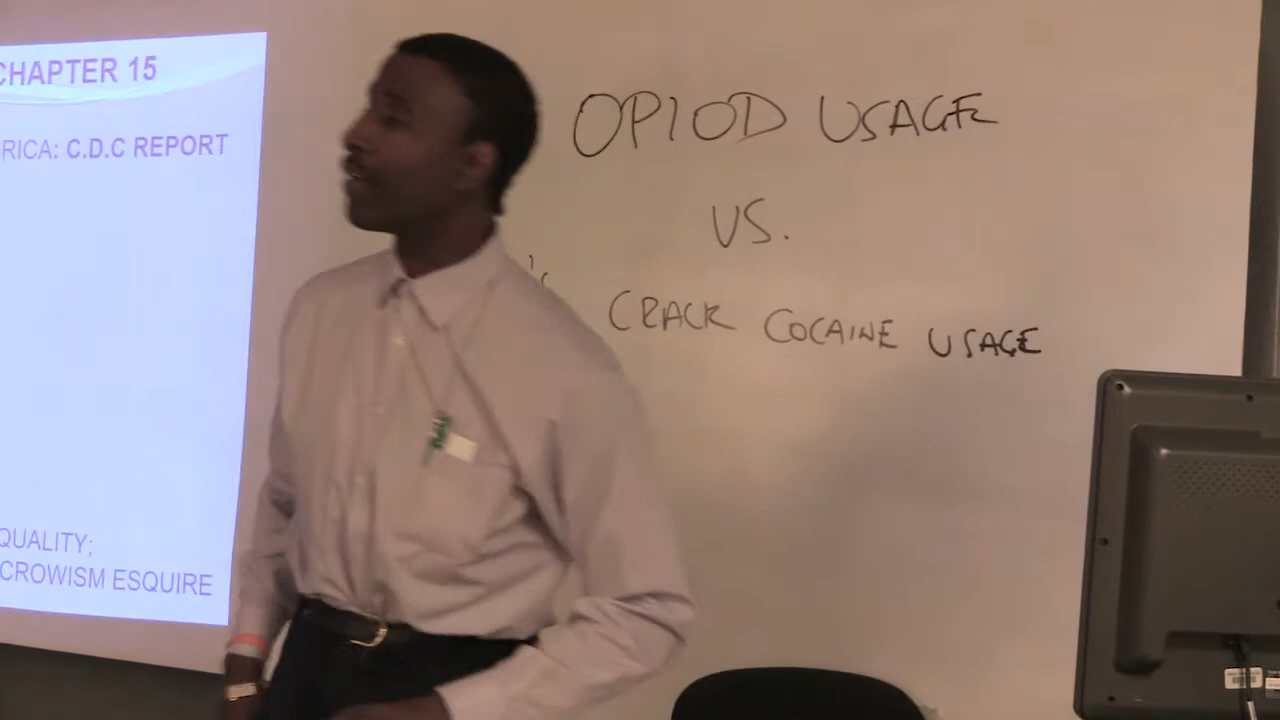 CHAPTER 15
RICA: C.D.C REPORT
QUALITY;
CROWISM ESQUIRE
OPIOD USAGE
VS.
CRACK COCAINE USAGE